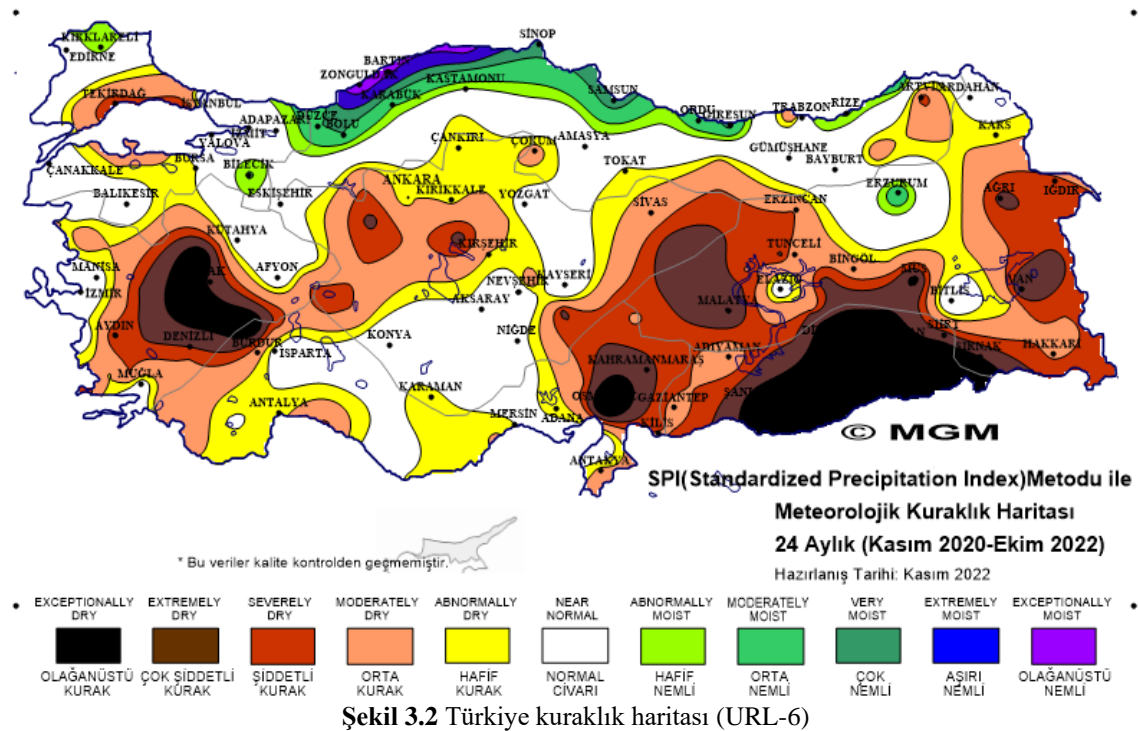 SİNOP
KIRKLARELİ
EDİRNE
BARTIN
ZONGULDAK
KASTAMONU
KARABÜK
TEKİRDAĞ
İSTANBUL
SAMSUN
ARTVİN
ARDAHAN
RİZE
TRABZON
ORDU
GİRESUN
DÜZCE
BOLU
ADAPAZARI
İZMİT
YALOVA
KARS
ÇANKIRI
ÇORUM
AMASYA
GÜMÜŞHANE
BAYBURT
TOKAT
BURSA
BİLECİK
ÇANAKKALE
BALIKESİR
ESKİŞEHİR
ANKARA
KIRIKKALE
YOZGAT
SİVAS
ERZİNCAN
ERZURUM
AĞRI
IĞDIR
KÜTAHYA
KIRŞEHİR
TUNCELİ
BİNGÖL
MUŞ
MANİSA
İZMİR
AFYON
NEVŞEHİR
KAYSERİ
AKSARAY
ELAZIĞ
MALATYA
BİTLİS
VAN
AYDIN
DENİZLİ
BURDUR
ISPARTA
KONYA
NİĞDE
SİİRT
ŞIRNAK
HAKKARİ
ADIYAMAN
KAHRAMANMARAŞ
MUĞLA
ANTALYA
KARAMAN
MERSİN
ADANA
GAZİANTEP
KİLİS
ANTAKYA
© MGM
SPI(Standardized Precipitation Index)Metodu ile
Meteorolojik Kuraklık Haritası
24 Aylık (Kasım 2020-Ekim 2022)
Hazırlanış Tarihi: Kasım 2022
* Bu veriler kalite kontrolden geçmemiştir.
EXCEPTIONALLY DRY
EXTREMELY DRY
SEVERELY DRY
MODERATELY DRY
ABNORMALLY DRY
NEAR NORMAL
ABNORMALLY MOIST
MODERATELY MOIST
VERY MOIST
EXTREMELY MOIST
EXCEPTIONALLY MOIST
OLAĞANÜSTÜ KURAK
ÇOK ŞİDDETLİ KURAK
ŞİDDETLİ KURAK
ORTA KURAK
HAFİF KURAK
NORMAL CİVARI
HAFİF NEMLİ
ORTA NEMLİ
ÇOK NEMLİ
AŞIRI NEMLİ
OLAĞANÜSTÜ NEMLİ
Şekil 3.2 Türkiye kuraklık haritası (URL-6)